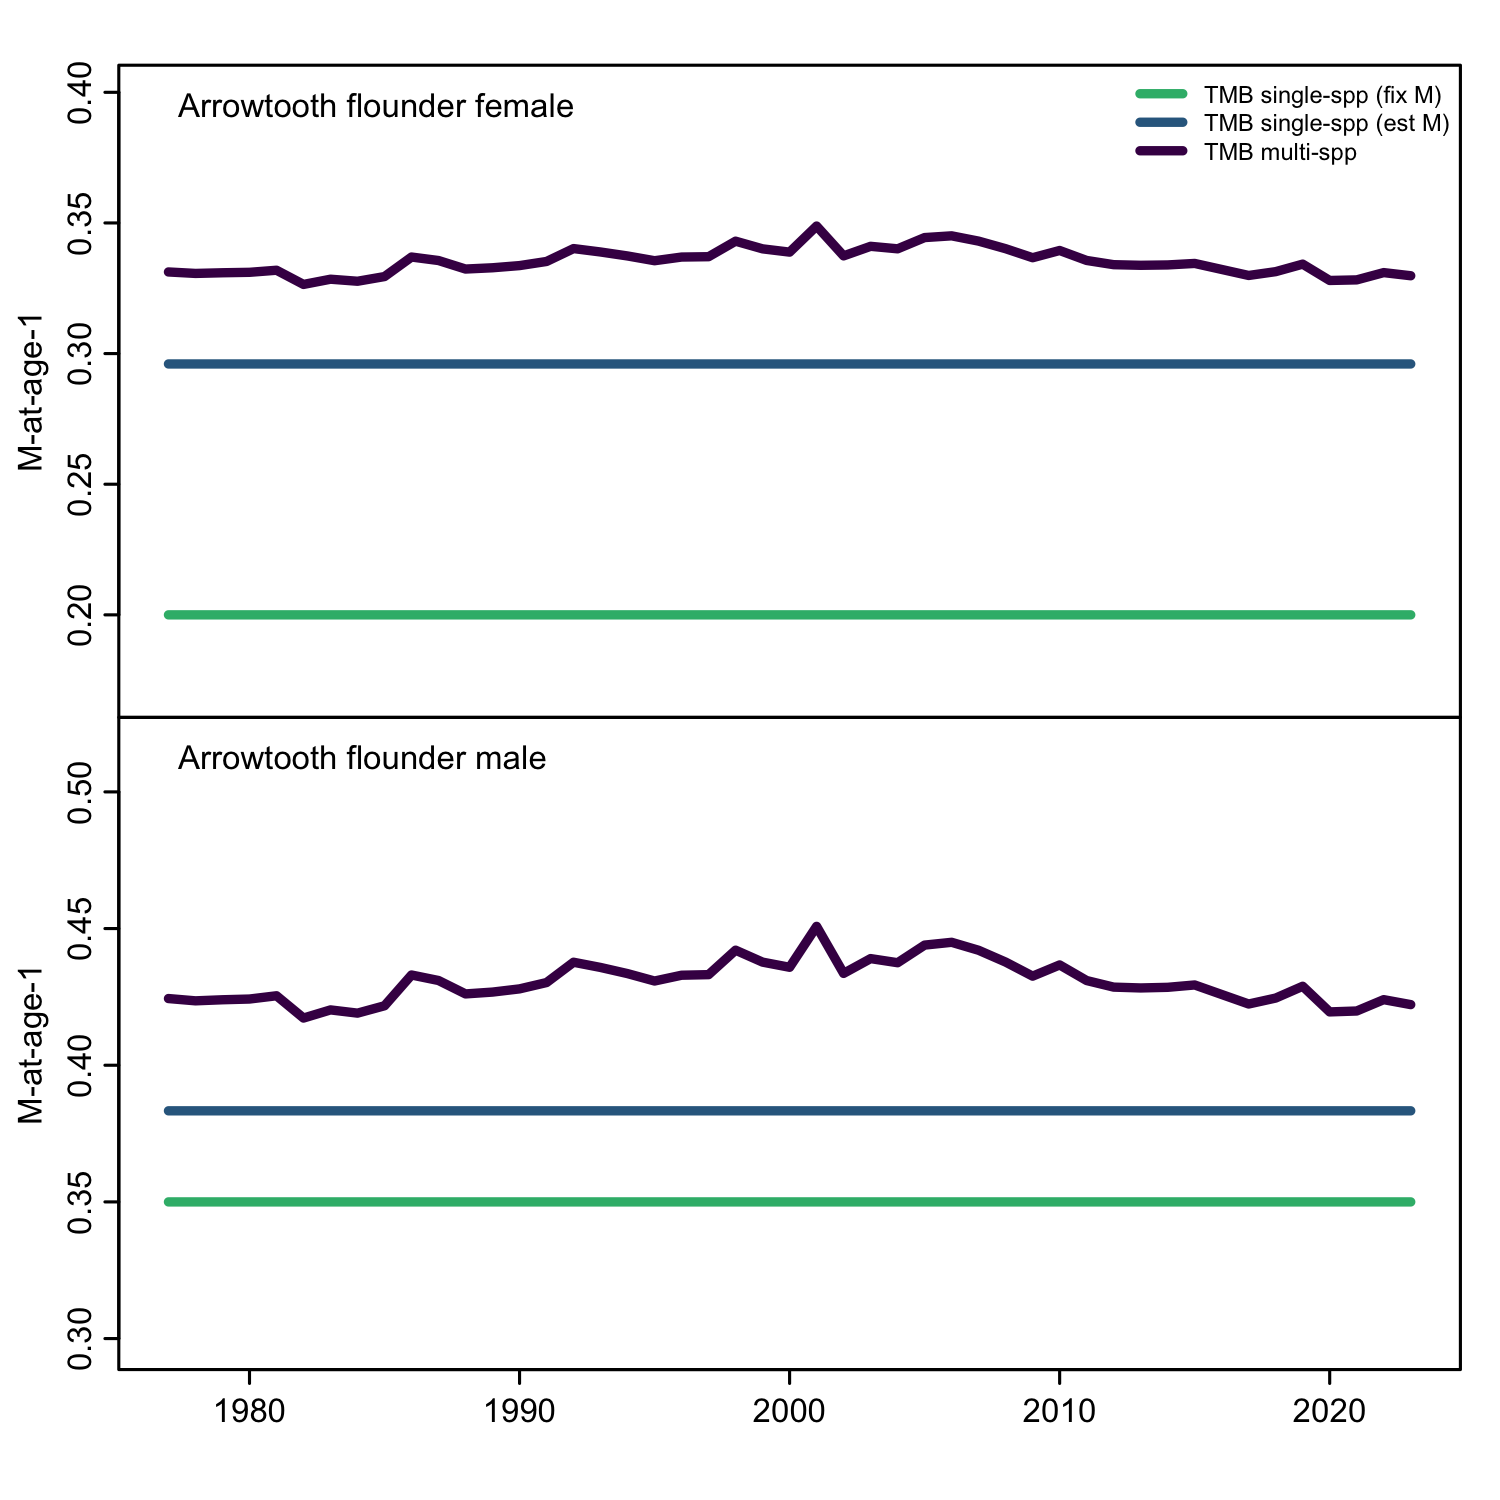 Arrowtooth flounder female
TMB single-spp (fix M)
TMB single-spp (est M)
TMB multi-spp
M-at-age-1
0.40
0.35
0.30
0.25
0.20
Arrowtooth flounder male
M-at-age-1
0.50
0.45
0.40
0.35
0.30
1980 1990 2000 2010 2020